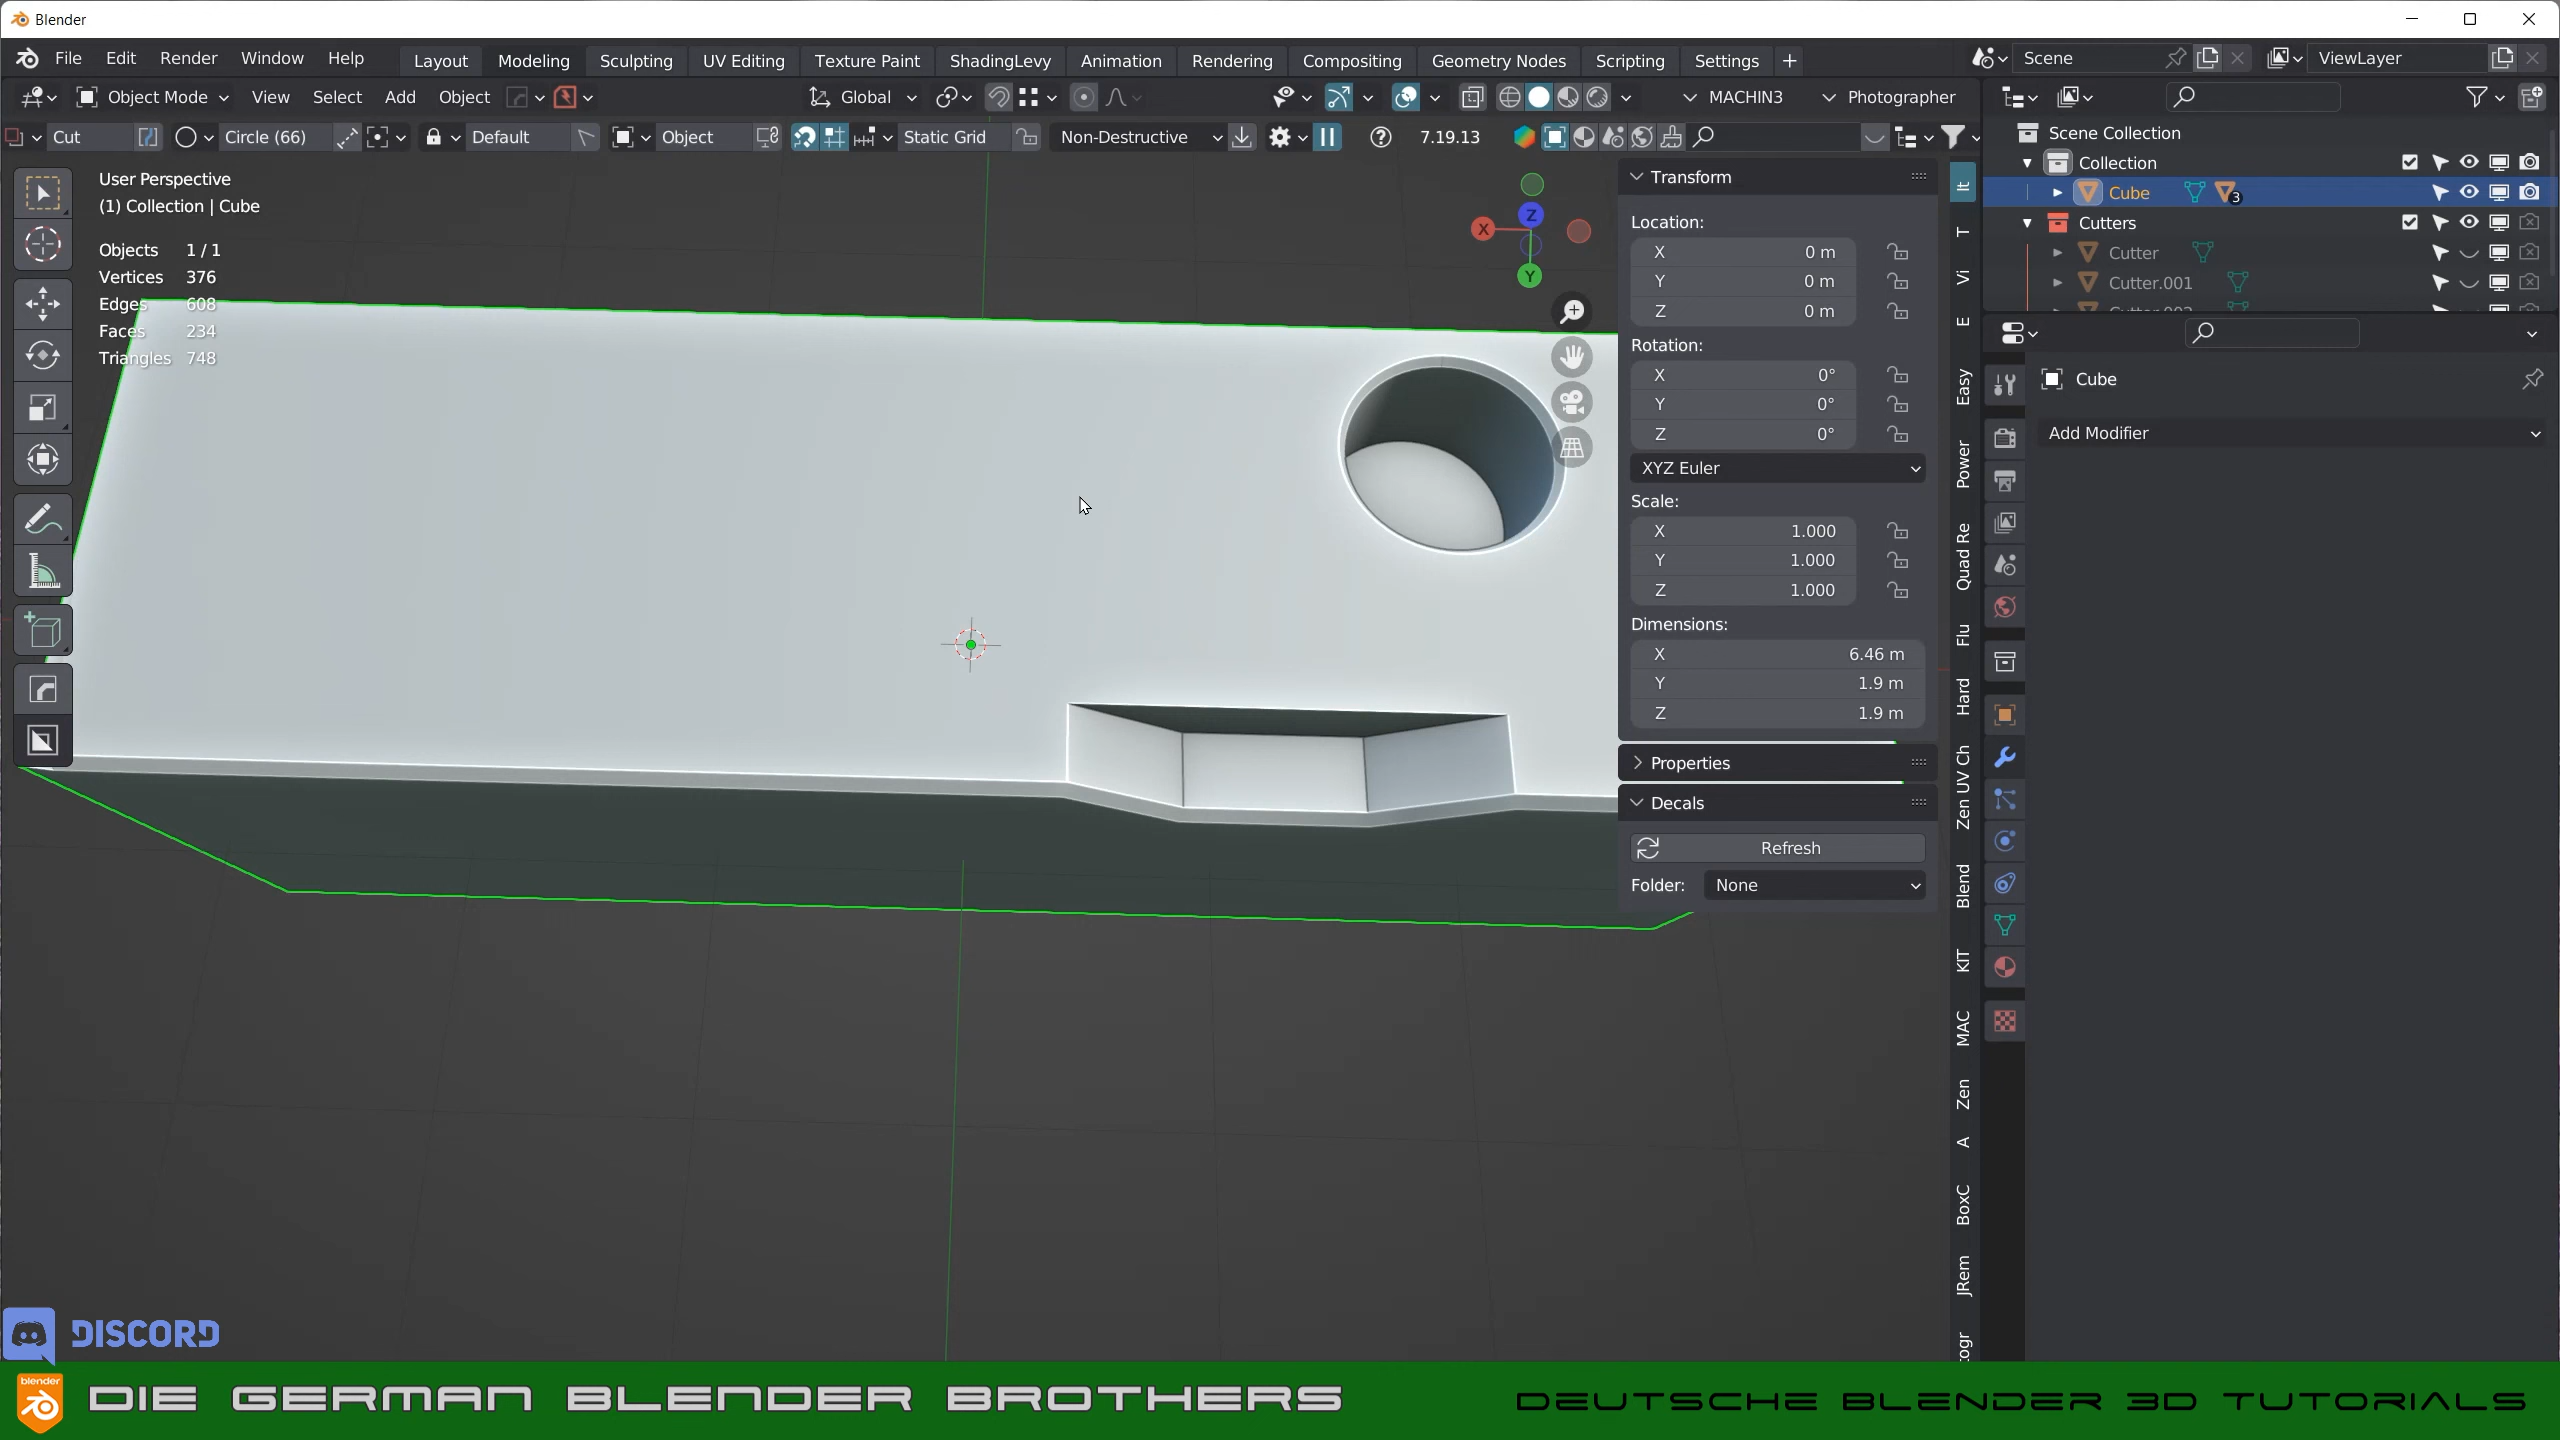 Blender
File Edit Render Window Help Layout Modeling Sculpting UV Editing Texture Paint ShadingLevy Animation Rendering Compositing Geometry Nodes Scripting Settings + Scene ViewLayer
Object Mode View Select Add Object Global MACHIN3 Photographer
Cut Circle (66) Default Object Static Grid Non-Destructive 7.19.13
Scene Collection
Collection
Cube 3
Cutters
Cutter
Cutter.001
Cube
Add Modifier
User Perspective
(1) Collection | Cube
Objects 1 / 1
Vertices 376
Edges 608
Faces 234
Triangles 748
X
Z
Y
Transform
Location:
X 0 m
Y 0 m
Z 0 m
Rotation:
X 0°
Y 0°
Z 0°
XYZ Euler
Scale:
X 1.000
Y 1.000
Z 1.000
Dimensions:
X 6.46 m
Y 1.9 m
Z 1.9 m
Properties
Decals
Refresh
Folder: None
It
T
Vi
E
Easy
Power
Quad Re
Flu
Hard
Zen UV Ch
Blend
KIT
MAC
Zen
A
BoxC
JRem
DISCORD
blender
DIE GERMAN BLENDER BROTHERS
DEUTSCHE BLENDER 3D TUTORIALS